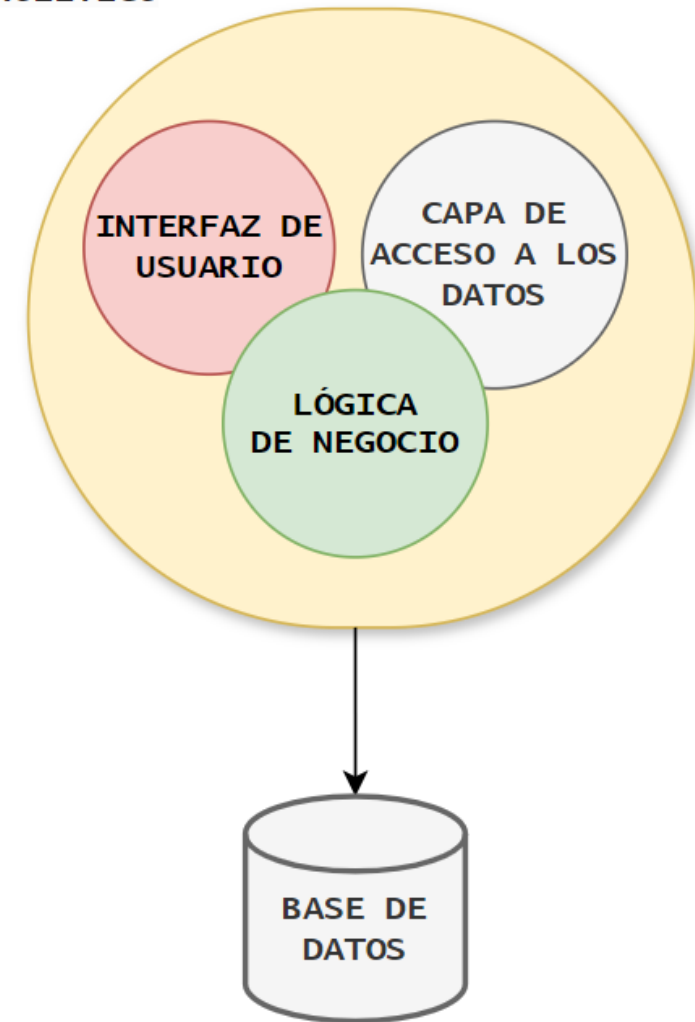 INTERFAZ DE
USUARIO
CAPA DE
ACCESO A LOS
DATOS
LÓGICA
DE NEGOCIO
BASE DE
DATOS